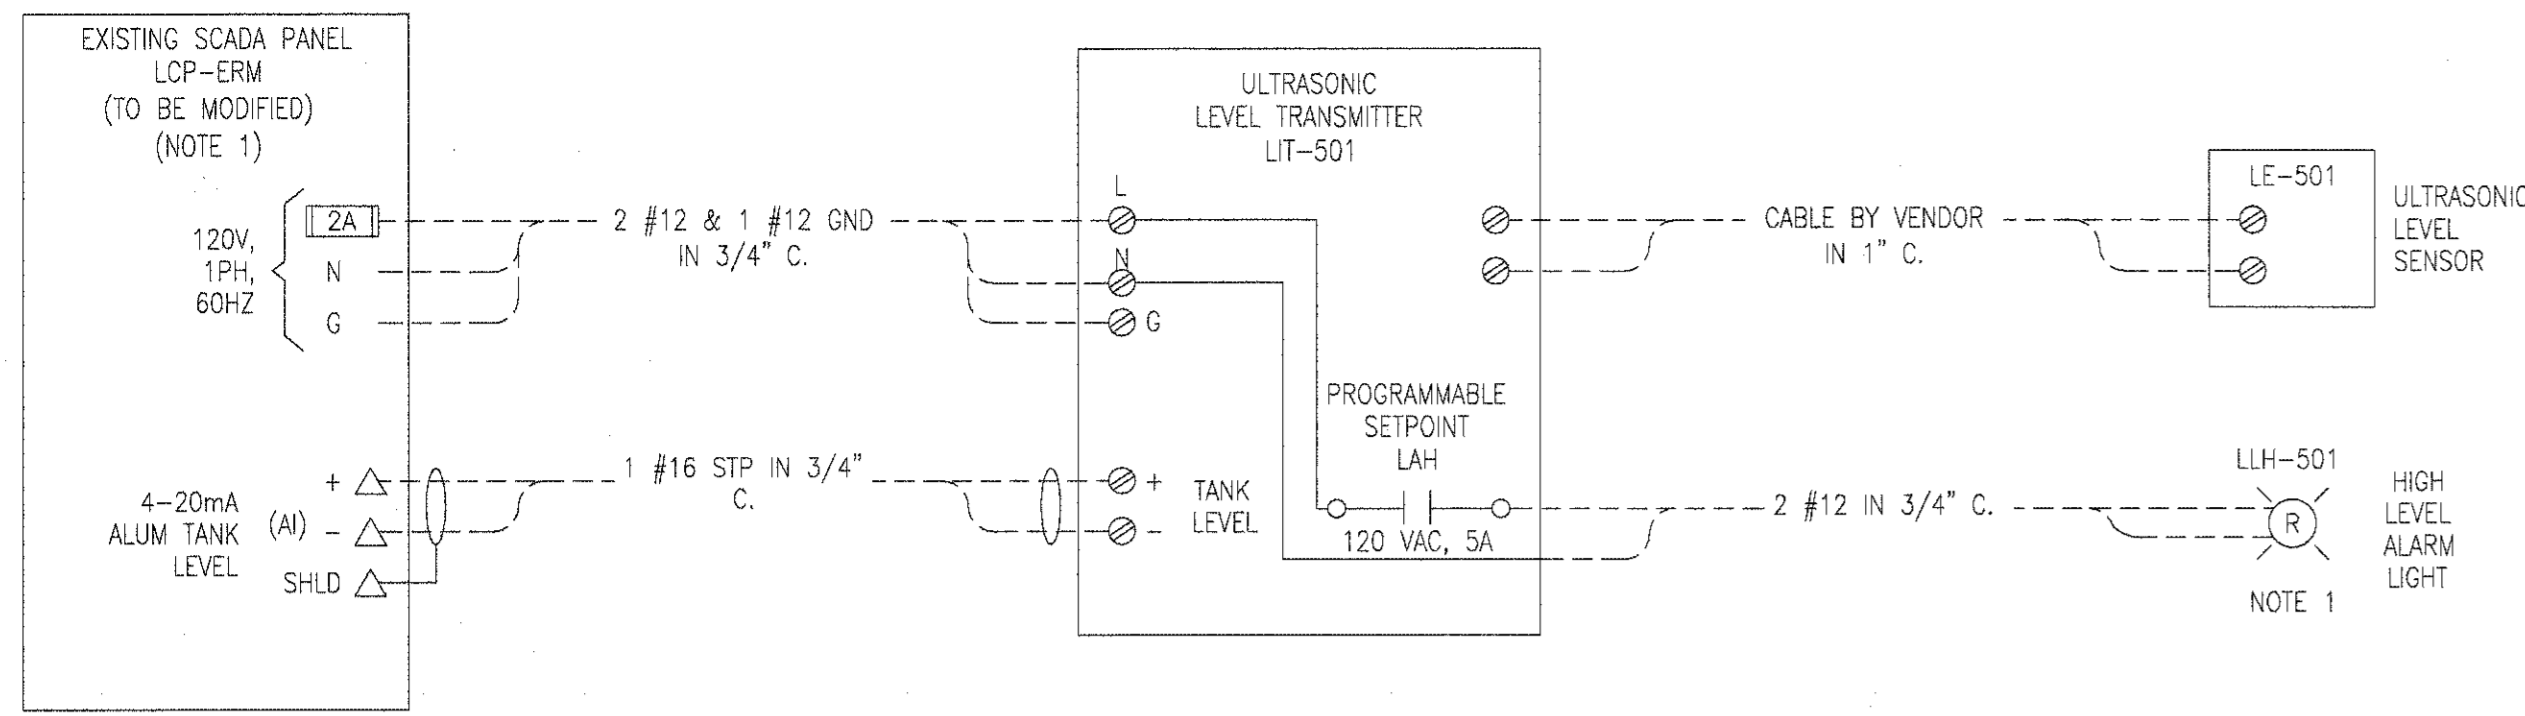 EXISTING SCADA PANEL
LCP-ERM
(TO BE MODIFIED)
(NOTE 1)
120V,
1PH,
60HZ
2A
N
G
2 #12 & 1 #12 GND
IN 3/4" C.
4-20mA
ALUM TANK
LEVEL
(AI)
+
-
SHLD
1 #16 STP IN 3/4"
C.
ULTRASONIC
LEVEL TRANSMITTER
LIT-501
L
N
G
+
-
TANK
LEVEL
PROGRAMMABLE
SETPOINT
LAH
120 VAC, 5A
CABLE BY VENDOR
IN 1" C.
LE-501
ULTRASONIC
LEVEL
SENSOR
2 #12 IN 3/4" C.
LLH-501
R
NOTE 1
HIGH
LEVEL
ALARM
LIGHT